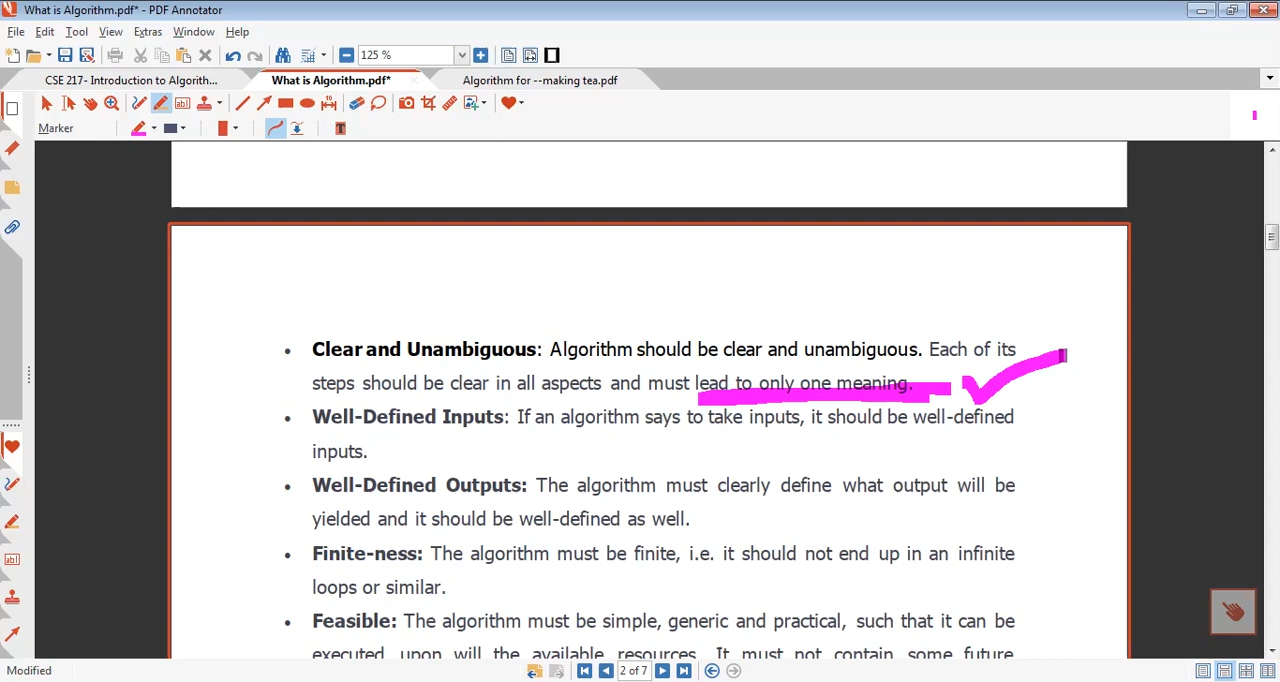 What is Algorithm.pdf* - PDF Annotator
File Edit Tool View Extras Window Help
125 %
CSE 217- Introduction to Algorith... What is Algorithm.pdf* Algorithm for --making tea.pdf
Marker
• Clear and Unambiguous: Algorithm should be clear and unambiguous. Each of its
steps should be clear in all aspects and must lead to only one meaning.
• Well-Defined Inputs: If an algorithm says to take inputs, it should be well-defined
inputs.
• Well-Defined Outputs: The algorithm must clearly define what output will be
yielded and it should be well-defined as well.
• Finite-ness: The algorithm must be finite, i.e. it should not end up in an infinite
loops or similar.
• Feasible: The algorithm must be simple, generic and practical, such that it can be
executed upon will the available resources. It must not contain some future
Modified 2 of 7